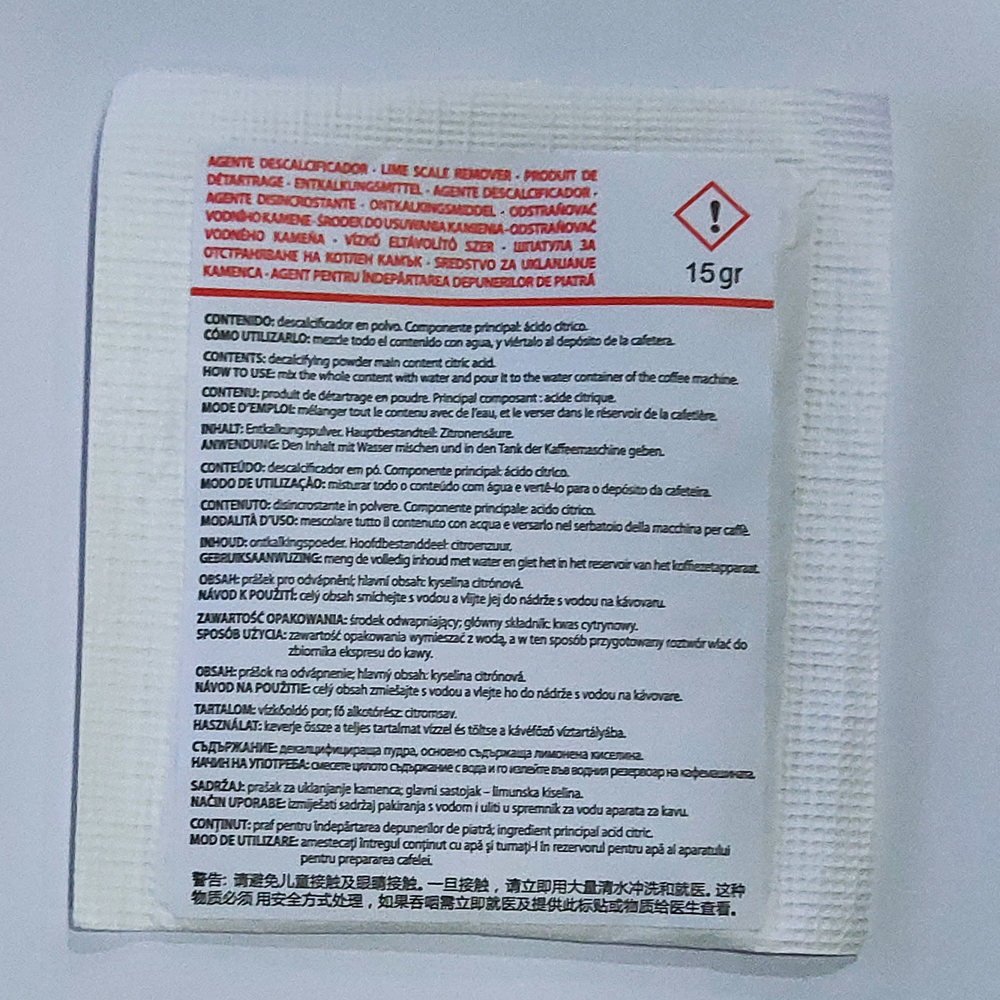 AGENTE DESCALCIFICADOR · LIME SCALE REMOVER · PRODUIT DE
DÉTARTRAGE · ENTKALKUNGSMITTEL · AGENTE DESCALCIFICADOR ·
AGENTE DISINCROSTANTE · ONTKALKINGSMIDDEL · ODSTRAŇOVAČ
VODNÍHO KAMENE · ŚRODEK DO USUWANIA KAMIENIA · ODSTRAŇOVAČ
VODNÉHO KAMEŇA · VÍZKŐ ELTÁVOLÍTÓ SZER · ШПАТУЛА ЗА
ОТСТРАНЯВАНЕ НА КОТЛЕН КАМЪК · SREDSTVO ZA UKLANJANJE
KAMENCA · AGENT PENTRU ÎNDEPĂRTAREA DEPUNERILOR DE PIATRĂ
15 gr
CONTENIDO: descalcificador en polvo. Componente principal: ácido cítrico.
CÓMO UTILIZARLO: mezcle todo el contenido con agua, y viértalo al depósito de la cafetera.
CONTENTS: decalcifying powder main content citric acid.
HOW TO USE: mix the whole content with water and pour it to the water container of the coffee machine.
CONTENU: produit de détartrage en poudre. Principal composant : acide citrique.
MODE D'EMPLOI: mélanger tout le contenu avec de l'eau, et le verser dans le réservoir de la cafetière.
INHALT: Entkalkungspulver. Hauptbestandteil: Zitronensäure.
ANWENDUNG: Den Inhalt mit Wasser mischen und in den Tank der Kaffeemaschine geben.
CONTEÚDO: descalcificador em pó. Componente principal: ácido cítrico.
MODO DE UTILIZAÇÃO: misturar todo o conteúdo com água e vertê-lo para o depósito da cafeteira.
CONTENUTO: disincrostante in polvere. Componente principale: acido citrico.
MODALITÀ D'USO: mescolare tutto il contenuto con acqua e versarlo nel serbatoio della macchina per caffè.
INHOUD: ontkalkingspoeder. Hoofdbestanddeel: citroenzuur.
GEBRUIKSAANWIJZING: meng de volledig inhoud met water en giet het in het reservoir van het koffiezetapparaat.
OBSAH: prášek pro odvápnění; hlavní obsah: kyselina citrónová.
NÁVOD K POUŽITÍ: celý obsah smíchejte s vodou a vlijte jej do nádrže s vodou na kávovaru.
ZAWARTOŚĆ OPAKOWANIA: środek odwapniający; główny składnik: kwas cytrynowy.
SPOSÓB UŻYCIA: zawartość opakowania wymieszać z wodą, a w ten sposób przygotowany roztwór wlać do
zbiornika ekspresu do kawy.
OBSAH: prášok na odvápnenie; hlavný obsah: kyselina citrónová.
NÁVOD NA POUŽITIE: celý obsah zmiešajte s vodou a vlejte ho do nádrže s vodou na kávovare.
TARTALOM: vízkőoldó por; fő alkotórész: citromsav.
HASZNÁLAT: keverje össze a teljes tartalmat vízzel és töltse a kávéfőző víztartályába.
СЪДЪРЖАНИЕ: декалцифицираща пудра, основно съдържаща лимонена киселина.
НАЧИН НА УПОТРЕБА: смесете цялото съдържание с вода и го излейте във водния резервоар на кафемашината.
SADRŽAJ: prašak za uklanjanje kamenca; glavni sastojak – limunska kiselina.
NAČIN UPORABE: izmiješati sadržaj pakiranja s vodom i uliti u spremnik za vodu aparata za kavu.
CONȚINUT: praf pentru îndepărtarea depunerilor de piatră; ingredient principal acid citric.
MOD DE UTILIZARE: amestecați întregul conținut cu apă și turnați-l în rezervorul pentru apă al aparatului
pentru prepararea cafelei.
警告: 请避免儿童接触及眼睛接触。一旦接触，请立即用大量清水冲洗和就医。这种
物质必须 用安全方式处理，如果吞咽需立即就医及提供此标贴或物质给医生查看。